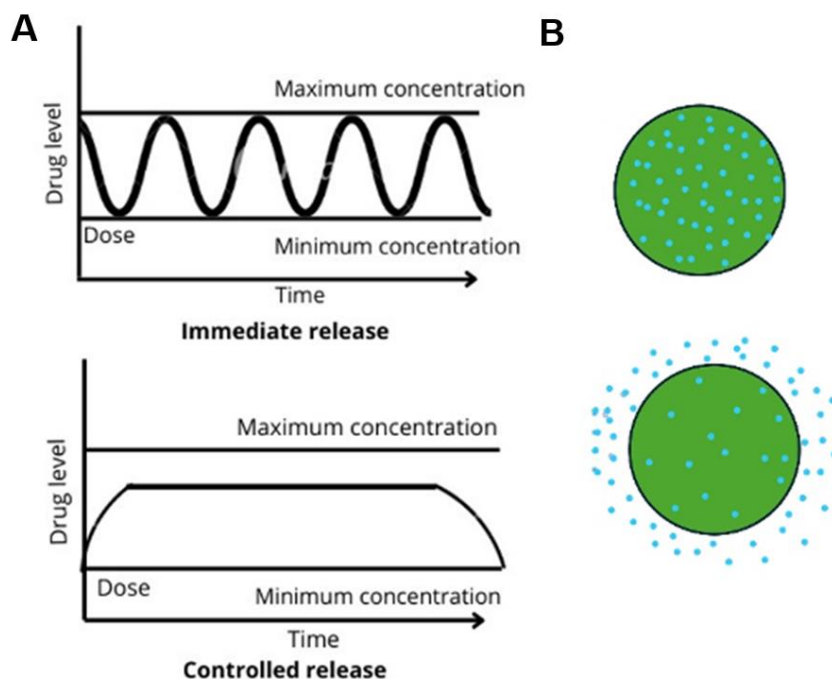 A
B
Maximum concentration
Drug level
Dose
Minimum concentration
Time
Immediate release
Maximum concentration
Drug level
Dose
Minimum concentration
Time
Controlled release